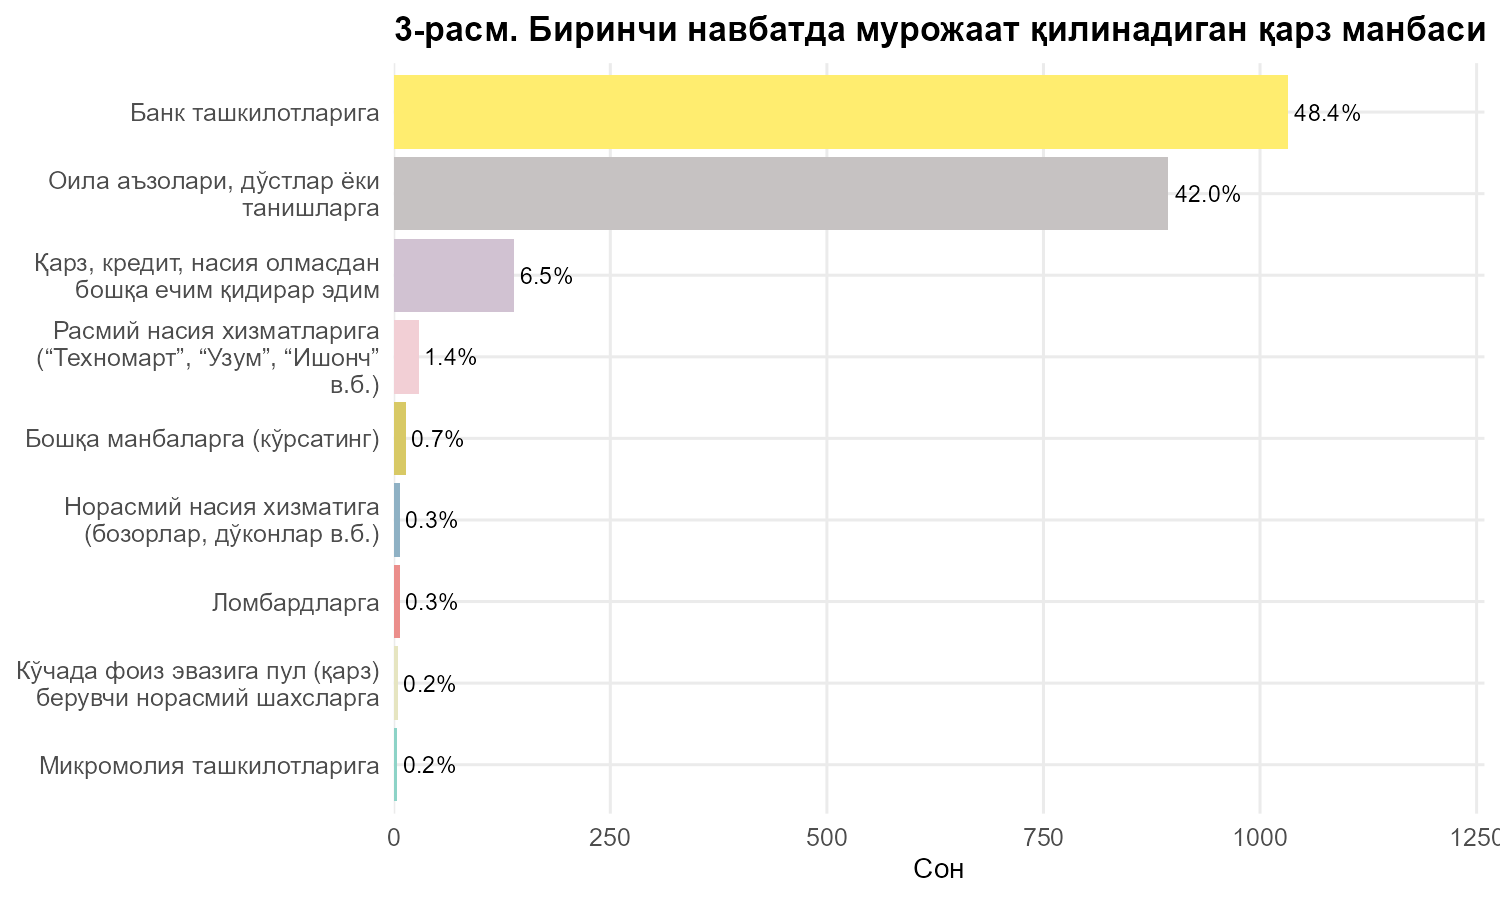 3-расм. Биринчи навбатда мурожаат қилинадиган қарз манбаси
Банк ташкилотларига
48.4%
Оила аъзолари, дўстлар ёки
танишларга
42.0%
Қарз, кредит, насия олмасдан
бошқа ечим қидирар эдим
6.5%
Расмий насия хизматларига
(“Техномарт”, “Узум”, “Ишонч”
в.б.)
1.4%
Бошқа манбаларга (кўрсатинг)
0.7%
Норасмий насия хизматига
(бозорлар, дўконлар в.б.)
0.3%
Ломбардларга
0.3%
Кўчада фоиз эвазига пул (қарз)
берувчи норасмий шахсларга
0.2%
Микромолия ташкилотларига
0.2%
0 250 500 750 1000 1250
Сон